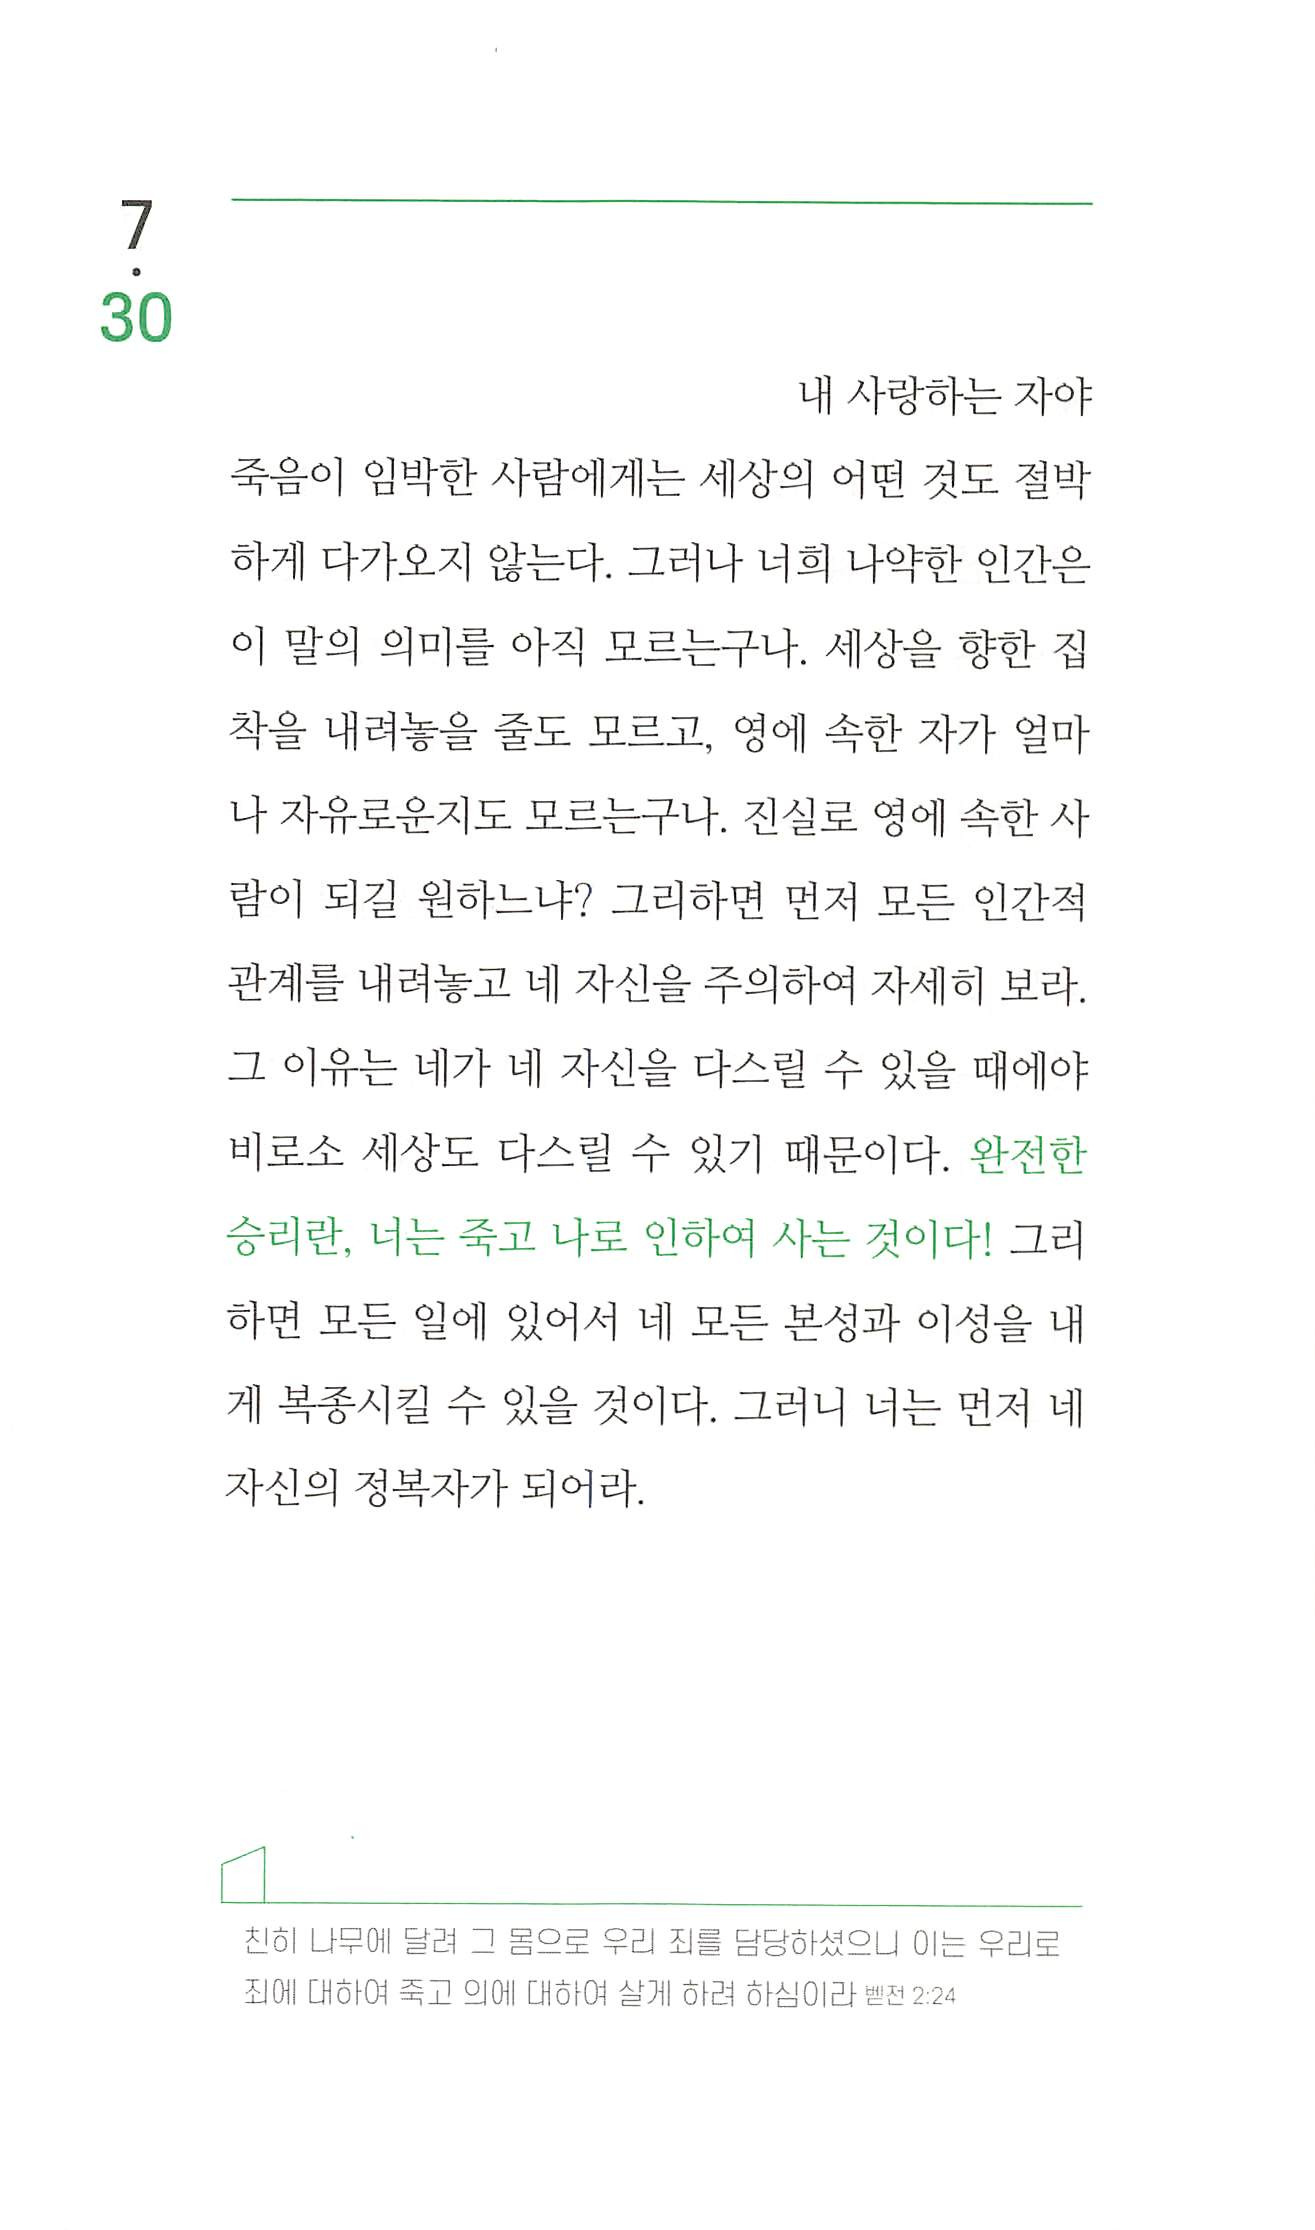 7
.
30
내 사랑하는 자야
죽음이 임박한 사람에게는 세상의 어떤 것도 절박
하게 다가오지 않는다. 그러나 너희 나약한 인간은
이 말의 의미를 아직 모르는구나. 세상을 향한 집
착을 내려놓을 줄도 모르고, 영에 속한 자가 얼마
나 자유로운지도 모르는구나. 진실로 영에 속한 사
람이 되길 원하느냐? 그리하면 먼저 모든 인간적
관계를 내려놓고 네 자신을 주의하여 자세히 보라.
그 이유는 네가 네 자신을 다스릴 수 있을 때에야
비로소 세상도 다스릴 수 있기 때문이다. 완전한
승리란, 너는 죽고 나로 인하여 사는 것이다! 그리
하면 모든 일에 있어서 네 모든 본성과 이성을 내
게 복종시킬 수 있을 것이다. 그러니 너는 먼저 네
자신의 정복자가 되어라.
친히 나무에 달려 그 몸으로 우리 죄를 담당하셨으니 이는 우리로
죄에 대하여 죽고 의에 대하여 살게 하려 하심이라 벧전 2:24